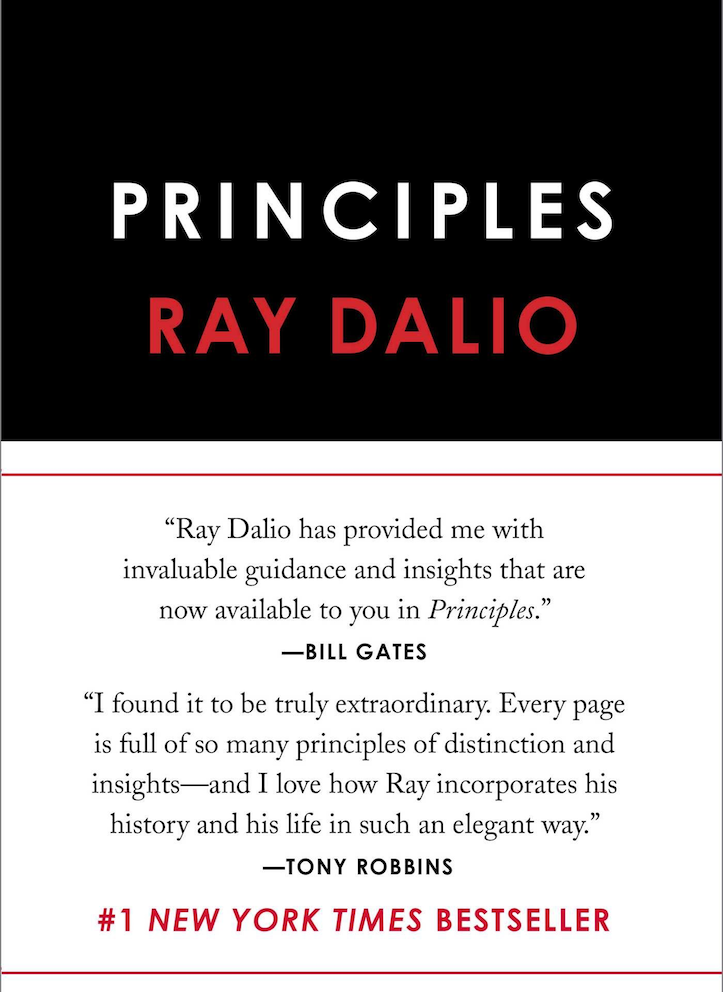 PRINCIPLES
RAY DALIO
“Ray Dalio has provided me with
invaluable guidance and insights that are
now available to you in Principles.”
—BILL GATES
“I found it to be truly extraordinary. Every page
is full of so many principles of distinction and
insights—and I love how Ray incorporates his
history and his life in such an elegant way.”
—TONY ROBBINS
#1 NEW YORK TIMES BESTSELLER